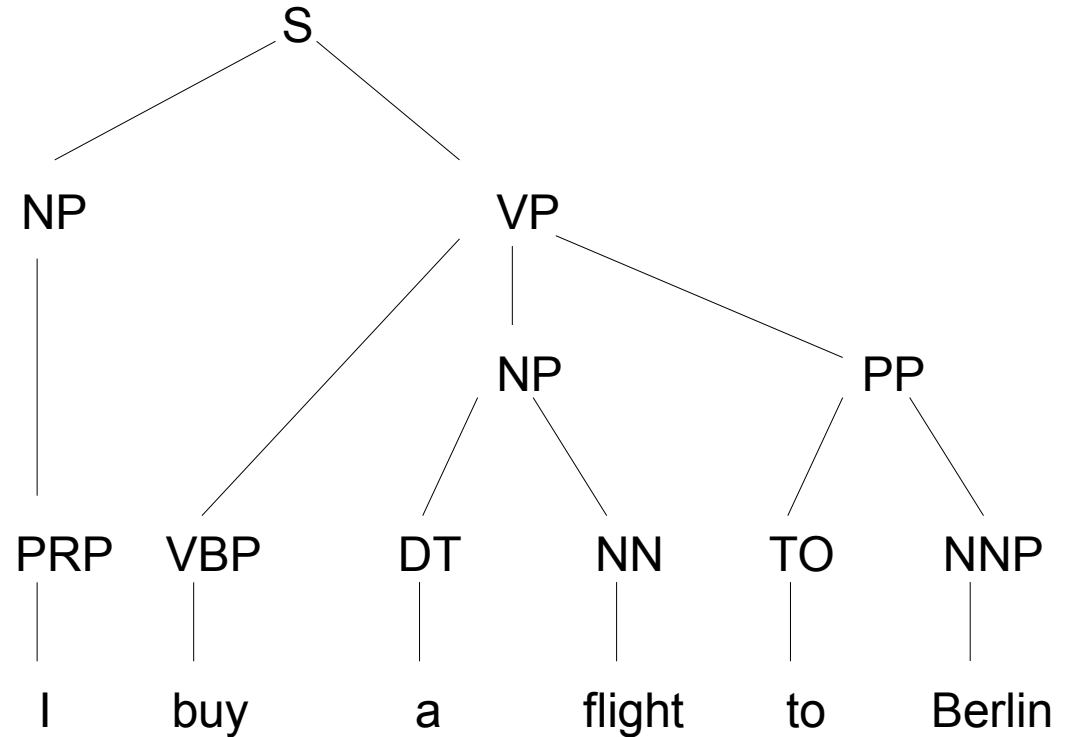 S
NP VP
NP PP
PRP VBP DT NN TO NNP
I buy a flight to Berlin